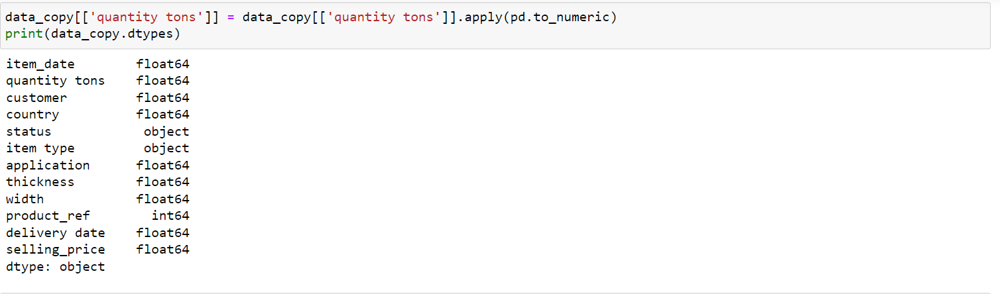 data_copy[['quantity tons']] = data_copy[['quantity tons']].apply(pd.to_numeric)
print(data_copy.dtypes)
item_date        float64
quantity tons    float64
customer         float64
country          float64
status            object
item type         object
application      float64
thickness        float64
width            float64
product_ref        int64
delivery date    float64
selling_price    float64
dtype: object